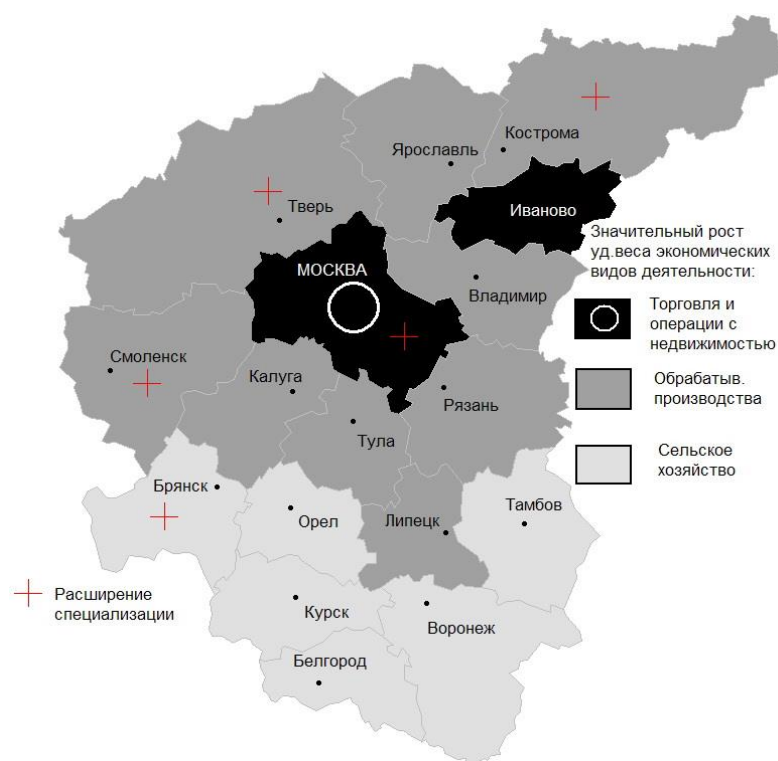 Ярославль
Кострома
Тверь
Иваново
МОСКВА
Владимир
Значительный рост
уд.веса экономических
видов деятельности:
Торговля и
операции с
недвижимостью
Смоленск
Калуга
Рязань
Обрабатыв.
производства
Тула
Сельское
хозяйство
Брянск
Орел
Липецк
Тамбов
Расширение
специализации
Курск
Воронеж
Белгород